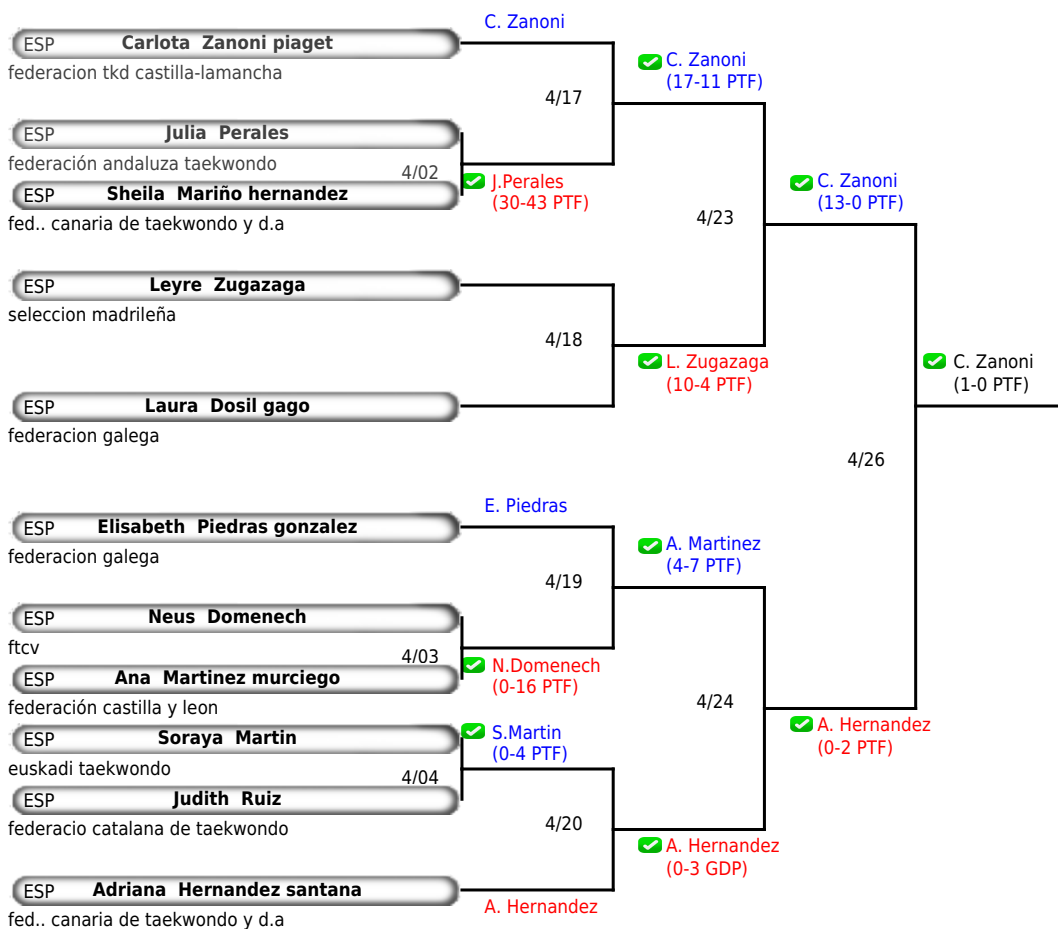 C. Zanoni
ESP Carlota Zanoni piaget
federacion tkd castilla-lamancha
C. Zanoni
(17-11 PTF)
4/17
ESP Julia Perales
federación andaluza taekwondo
4/02
ESP Sheila Mariño hernandez
fed.. canaria de taekwondo y d.a
J.Perales
(30-43 PTF)
C. Zanoni
(13-0 PTF)
4/23
ESP Leyre Zugazaga
seleccion madrileña
4/18
L. Zugazaga
(10-4 PTF)
C. Zanoni
(1-0 PTF)
ESP Laura Dosil gago
federacion galega
4/26
E. Piedras
ESP Elisabeth Piedras gonzalez
federacion galega
A. Martinez
(4-7 PTF)
4/19
ESP Neus Domenech
ftcv
4/03
ESP Ana Martinez murciego
federación castilla y leon
N.Domenech
(0-16 PTF)
4/24
ESP Soraya Martin
euskadi taekwondo
S.Martin
(0-4 PTF)
A. Hernandez
(0-2 PTF)
4/04
ESP Judith Ruiz
federacio catalana de taekwondo
4/20
A. Hernandez
(0-3 GDP)
ESP Adriana Hernandez santana
fed.. canaria de taekwondo y d.a
A. Hernandez